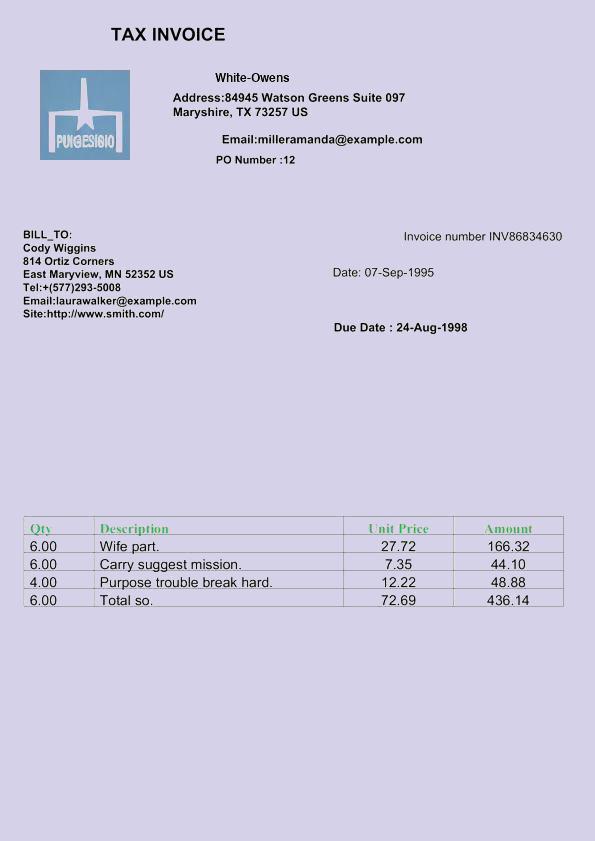 TAX INVOICE
White-Owens
Address:84945 Watson Greens Suite 097
Maryshire, TX 73257 US
Email:milleramanda@example.com
PO Number :12
PUIGESIBIO
BILL_TO:
Cody Wiggins
814 Ortiz Corners
East Maryview, MN 52352 US
Tel:+(577)293-5008
Email:laurawalker@example.com
Site:http://www.smith.com/
Invoice number INV86834630
Date: 07-Sep-1995
Due Date : 24-Aug-1998
Qty Description Unit Price Amount
6.00 Wife part. 27.72 166.32
6.00 Carry suggest mission. 7.35 44.10
4.00 Purpose trouble break hard. 12.22 48.88
6.00 Total so. 72.69 436.14